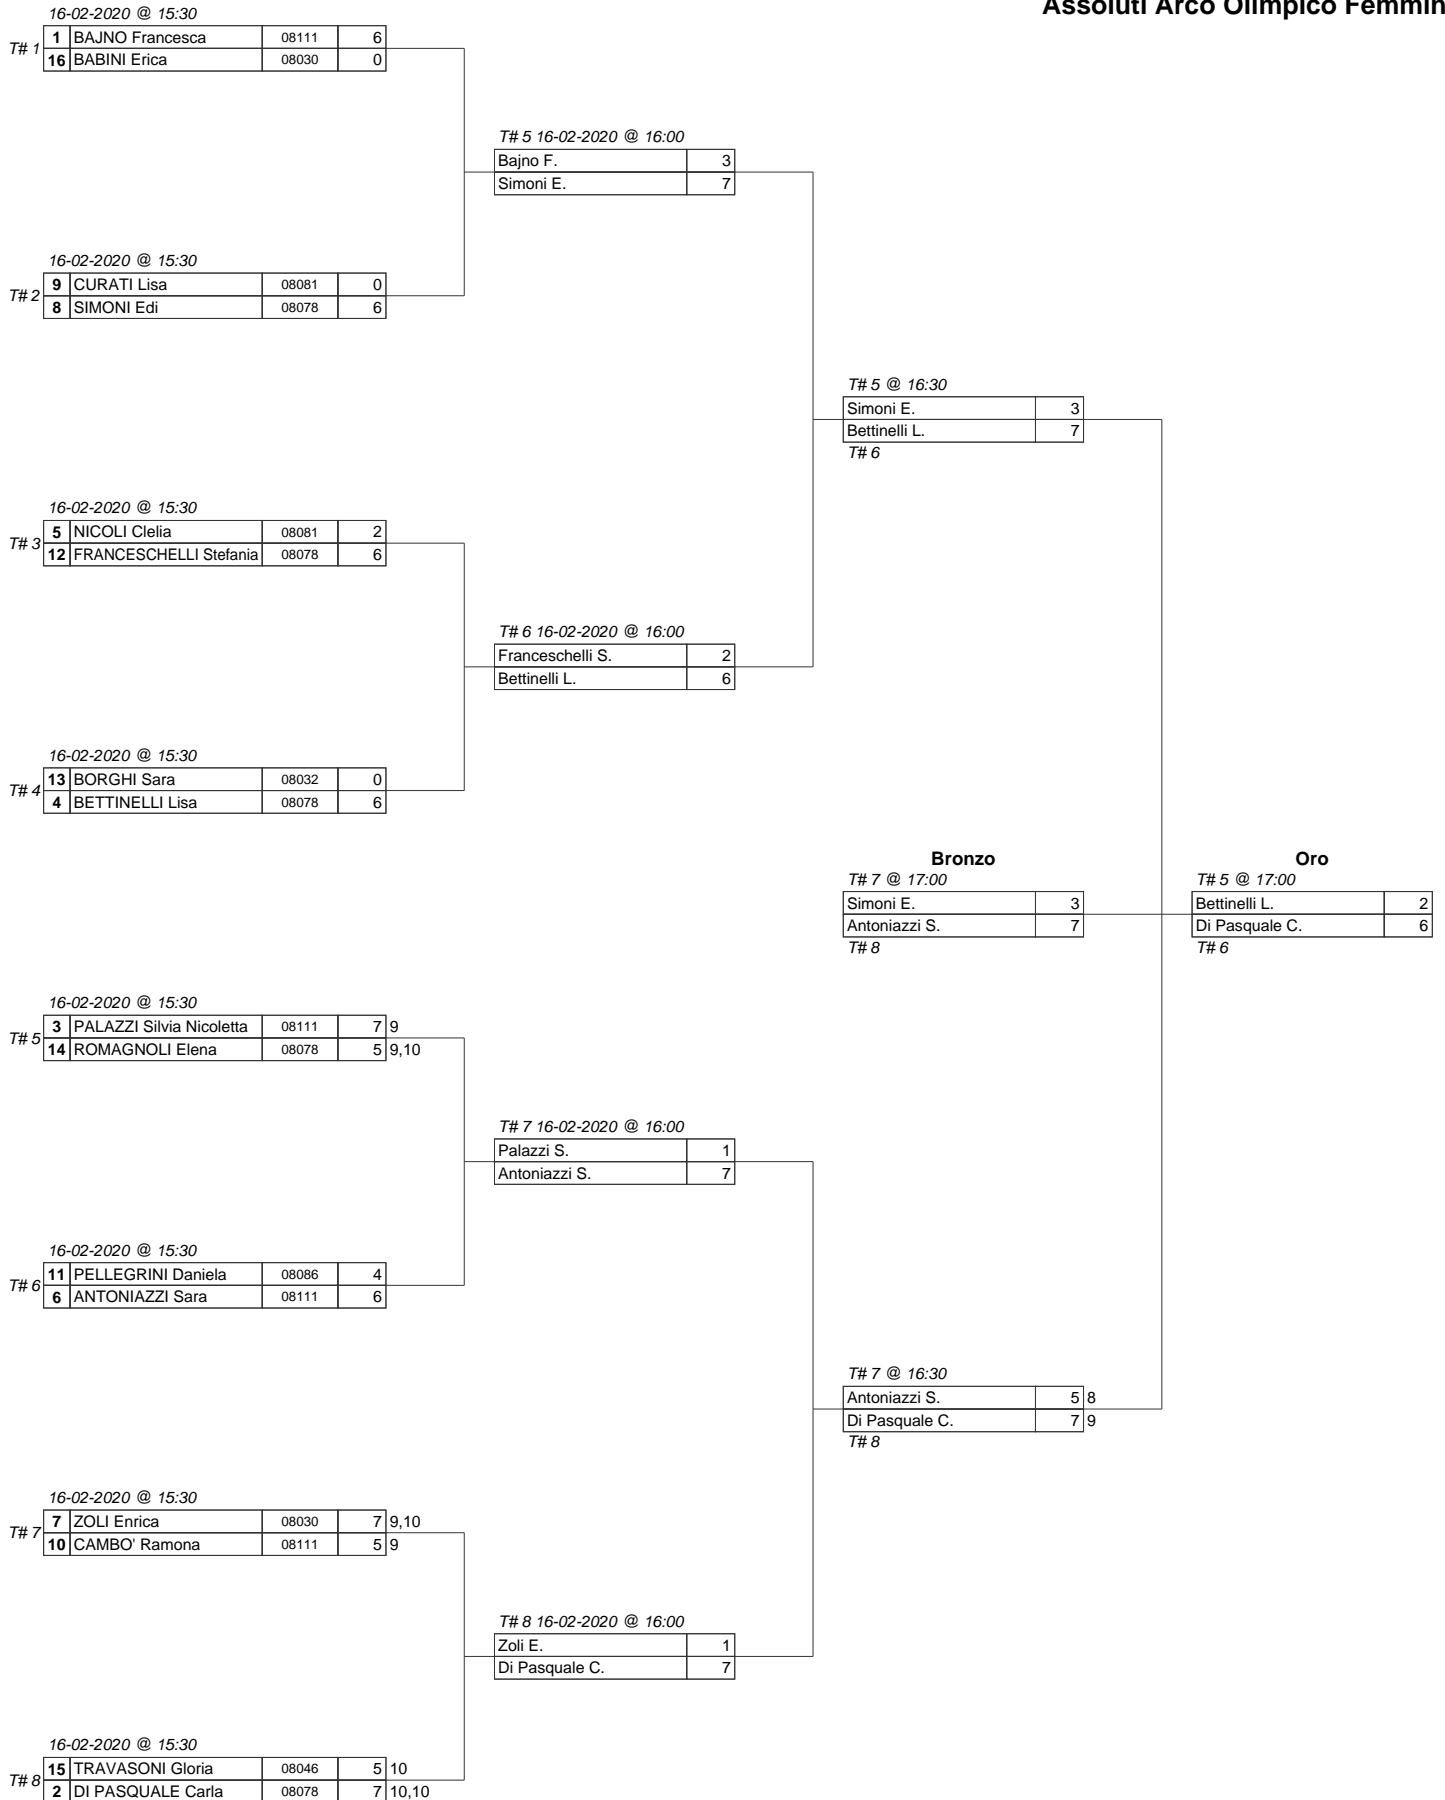 Assoluti Arco Olimpico Femmin
16-02-2020 @ 15:30
T# 1
1 BAJNO Francesca 08111 6
16 BABINI Erica 08030 0
T# 5 16-02-2020 @ 16:00
Bajno F. 3
Simoni E. 7
16-02-2020 @ 15:30
T# 2
9 CURATI Lisa 08081 0
8 SIMONI Edi 08078 6
T# 5 @ 16:30
Simoni E. 3
Bettinelli L. 7
T# 6
16-02-2020 @ 15:30
T# 3
5 NICOLI Clelia 08081 2
12 FRANCESCHELLI Stefania 08078 6
T# 6 16-02-2020 @ 16:00
Franceschelli S. 2
Bettinelli L. 6
16-02-2020 @ 15:30
T# 4
13 BORGHI Sara 08032 0
4 BETTINELLI Lisa 08078 6
Bronzo
T# 7 @ 17:00
Simoni E. 3
Antoniazzi S. 7
T# 8
Oro
T# 5 @ 17:00
Bettinelli L. 2
Di Pasquale C. 6
T# 6
16-02-2020 @ 15:30
T# 5
3 PALAZZI Silvia Nicoletta 08111 7 9
14 ROMAGNOLI Elena 08078 5 9,10
T# 7 16-02-2020 @ 16:00
Palazzi S. 1
Antoniazzi S. 7
16-02-2020 @ 15:30
T# 6
11 PELLEGRINI Daniela 08086 4
6 ANTONIAZZI Sara 08111 6
T# 7 @ 16:30
Antoniazzi S. 5 8
Di Pasquale C. 7 9
T# 8
16-02-2020 @ 15:30
T# 7
7 ZOLI Enrica 08030 7 9,10
10 CAMBO' Ramona 08111 5 9
T# 8 16-02-2020 @ 16:00
Zoli E. 1
Di Pasquale C. 7
16-02-2020 @ 15:30
T# 8
15 TRAVASONI Gloria 08046 5 10
2 DI PASQUALE Carla 08078 7 10,10